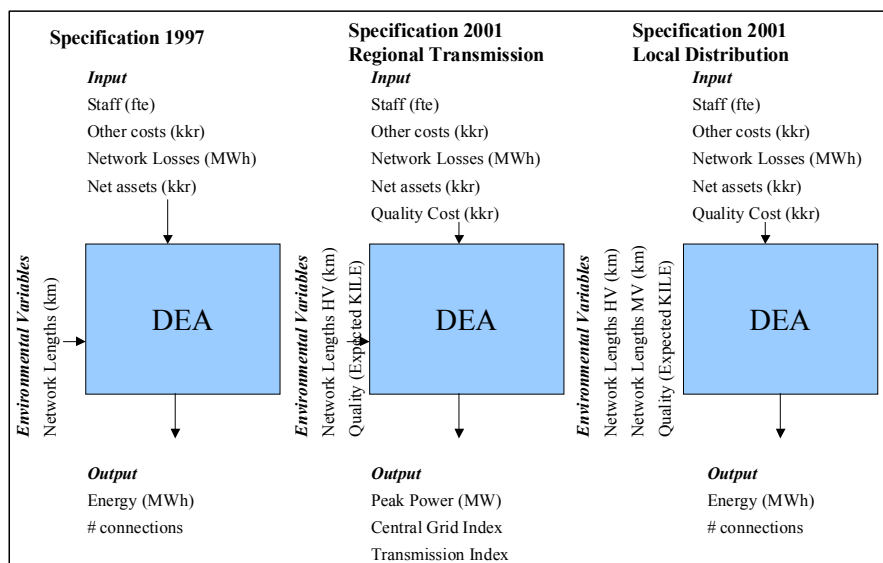 Specification 1997
Input
Staff (fte)
Other costs (kkr)
Network Losses (MWh)
Net assets (kkr)
Environmental Variables
Network Lengths (km)
DEA
Output
Energy (MWh)
# connections
Specification 2001
Regional Transmission
Input
Staff (fte)
Other costs (kkr)
Network Losses (MWh)
Net assets (kkr)
Quality Cost (kkr)
Environmental Variables
Network Lengths HV (km)
Quality (Expected KILE)
DEA
Output
Peak Power (MW)
Central Grid Index
Transmission Index
Specification 2001
Local Distribution
Input
Staff (fte)
Other costs (kkr)
Network Losses (MWh)
Net assets (kkr)
Quality Cost (kkr)
Environmental Variables
Network Lengths HV (km)
Network Lengths MV (km)
Quality (Expected KILE)
DEA
Output
Energy (MWh)
# connections